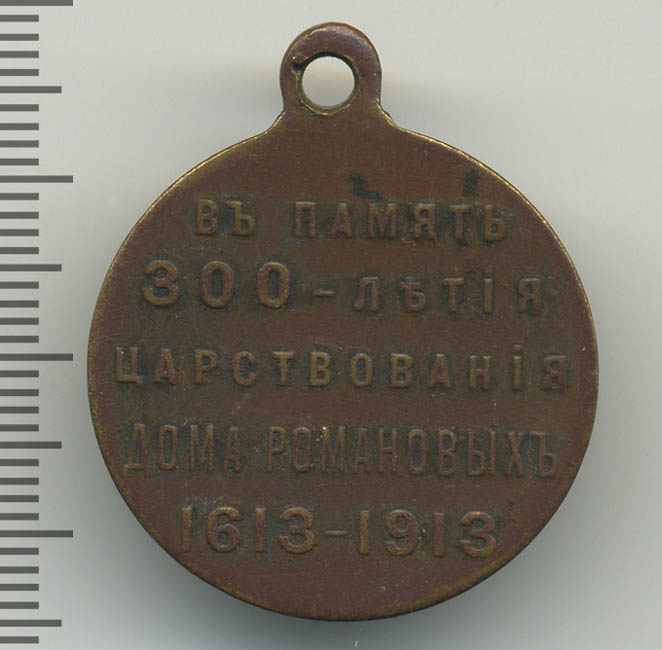 ВЪ ПАМЯТЬ
300-ЛѢТІЯ
ЦАРСТВОВАНІЯ
ДОМА РОМАНОВЫХЪ
1613-1913